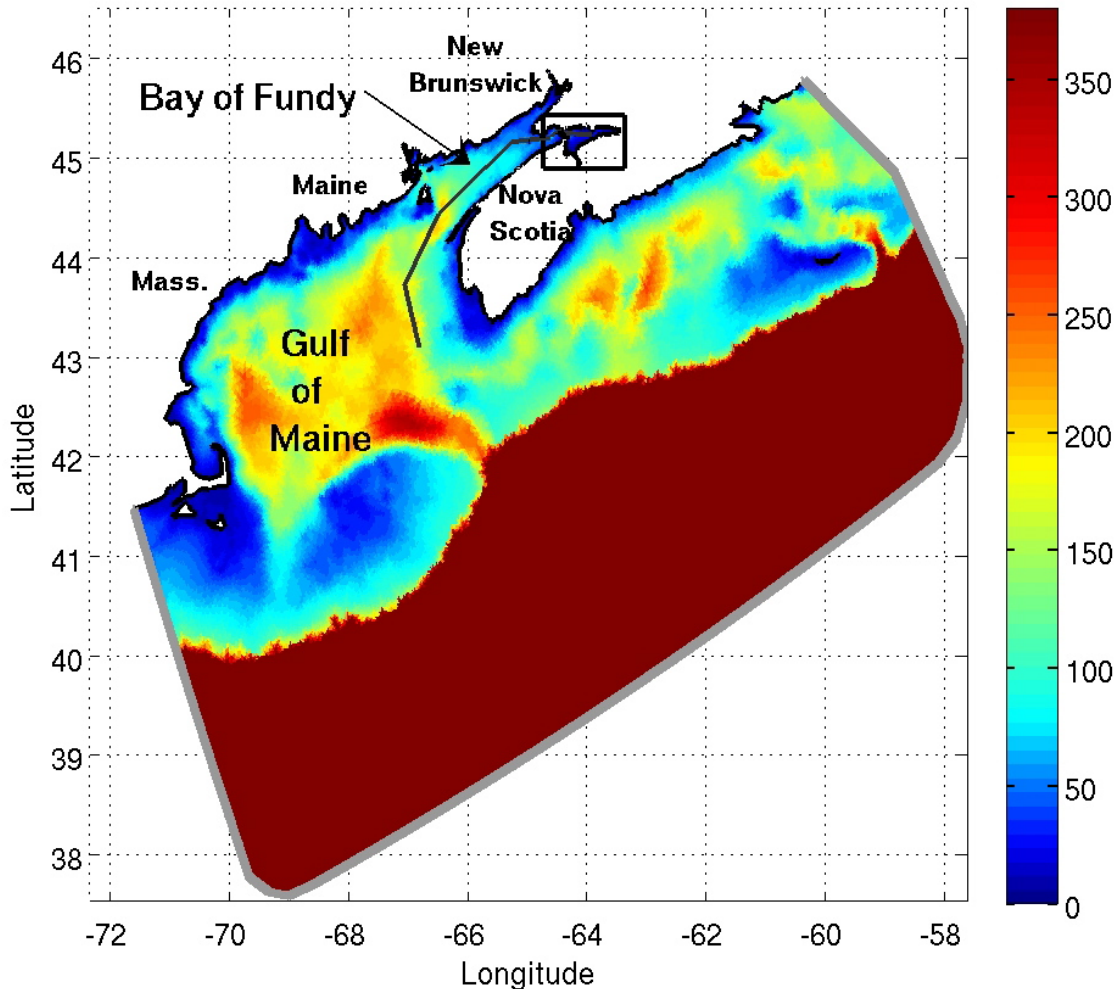 New
Brunswick
Bay of Fundy
Maine
Nova
Scotia
Mass.
Gulf
of
Maine
46
45
44
43
42
41
40
39
38
Latitude
-72
-70
-68
-66
-64
-62
-60
-58
Longitude
350
300
250
200
150
100
50
0